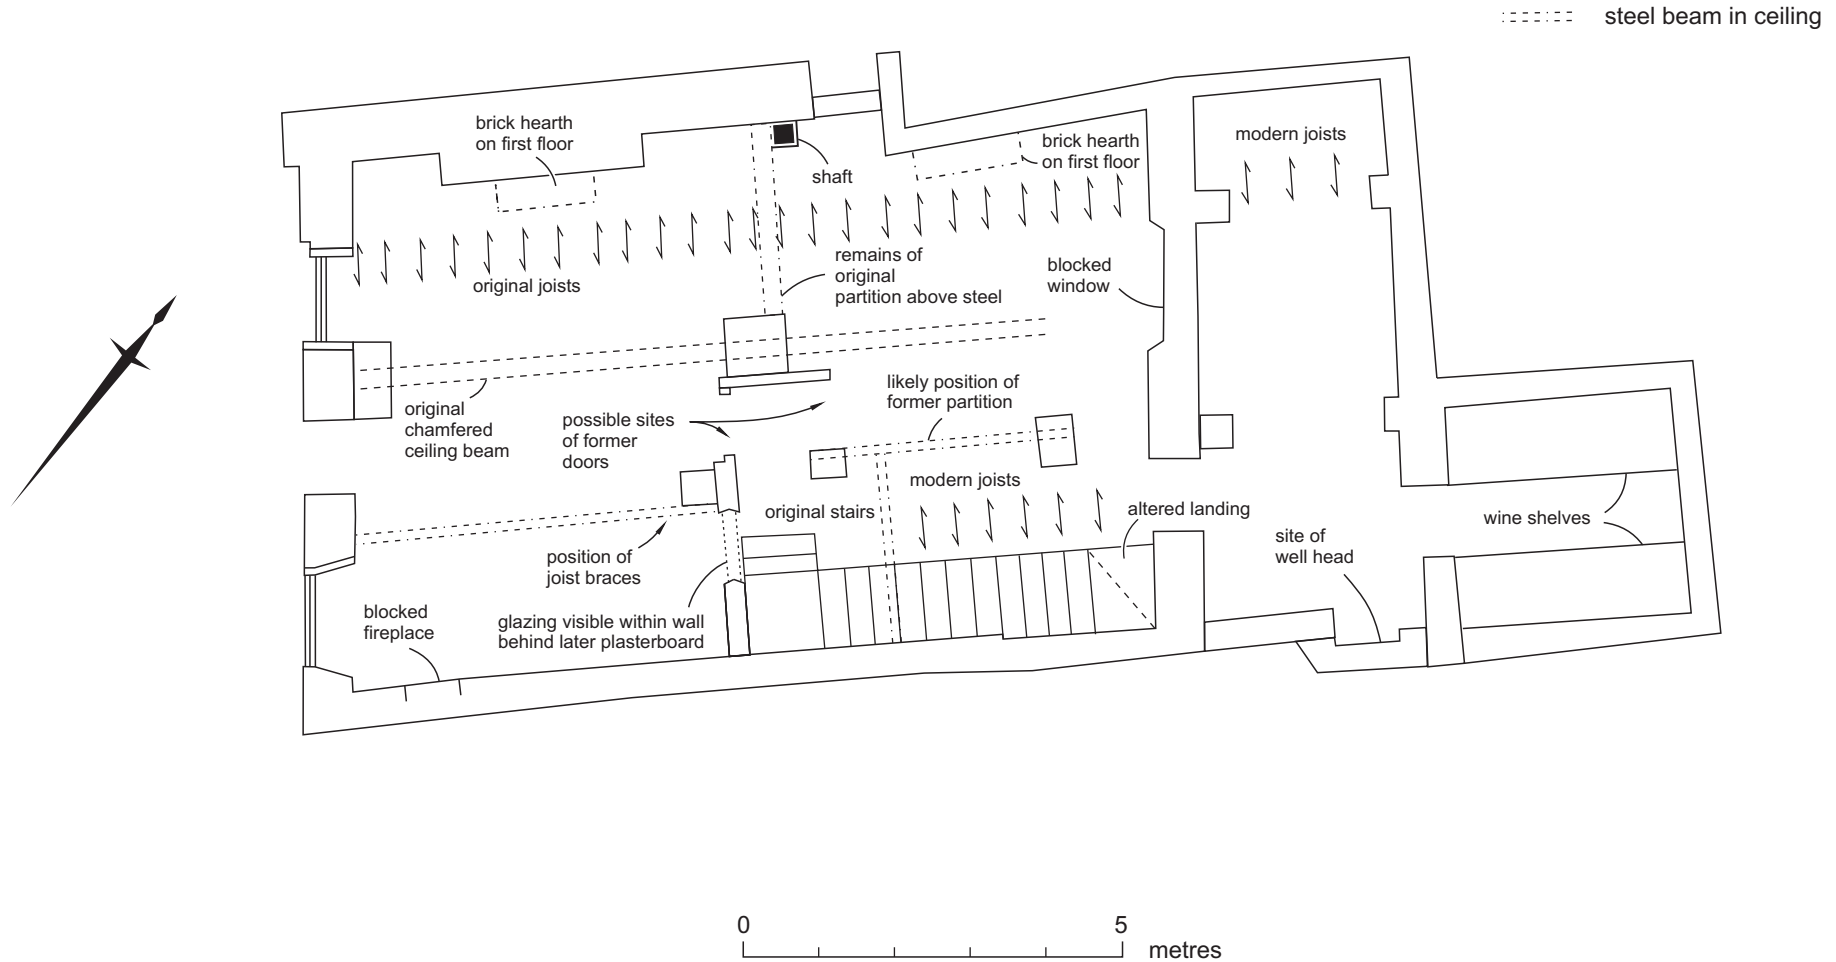 steel beam in ceiling
brick hearth
on first floor
shaft
brick hearth
on first floor
modern joists
original joists
remains of
original
partition above steel
blocked
window
original
chamfered
ceiling beam
possible sites
of former
doors
likely position of
former partition
modern joists
original stairs
altered landing
wine shelves
site of
well head
position of
joist braces
blocked
fireplace
glazing visible within wall
behind later plasterboard
0
5
metres